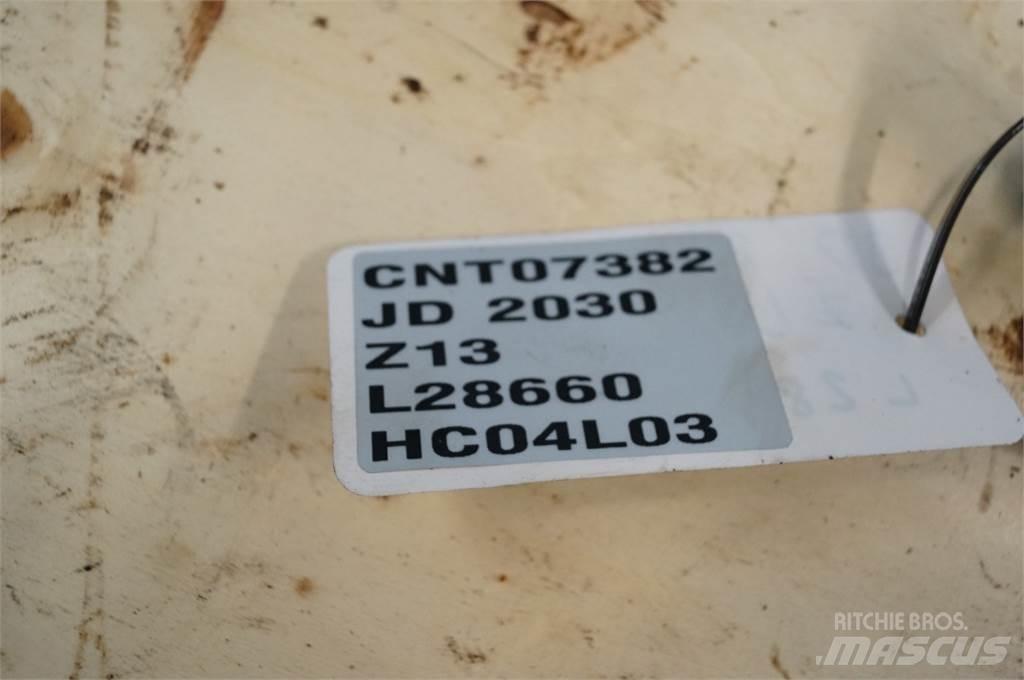 CNT07382
JD 2030
Z13
L28660
HC04L03
RITCHIE BROS.
MASCUS